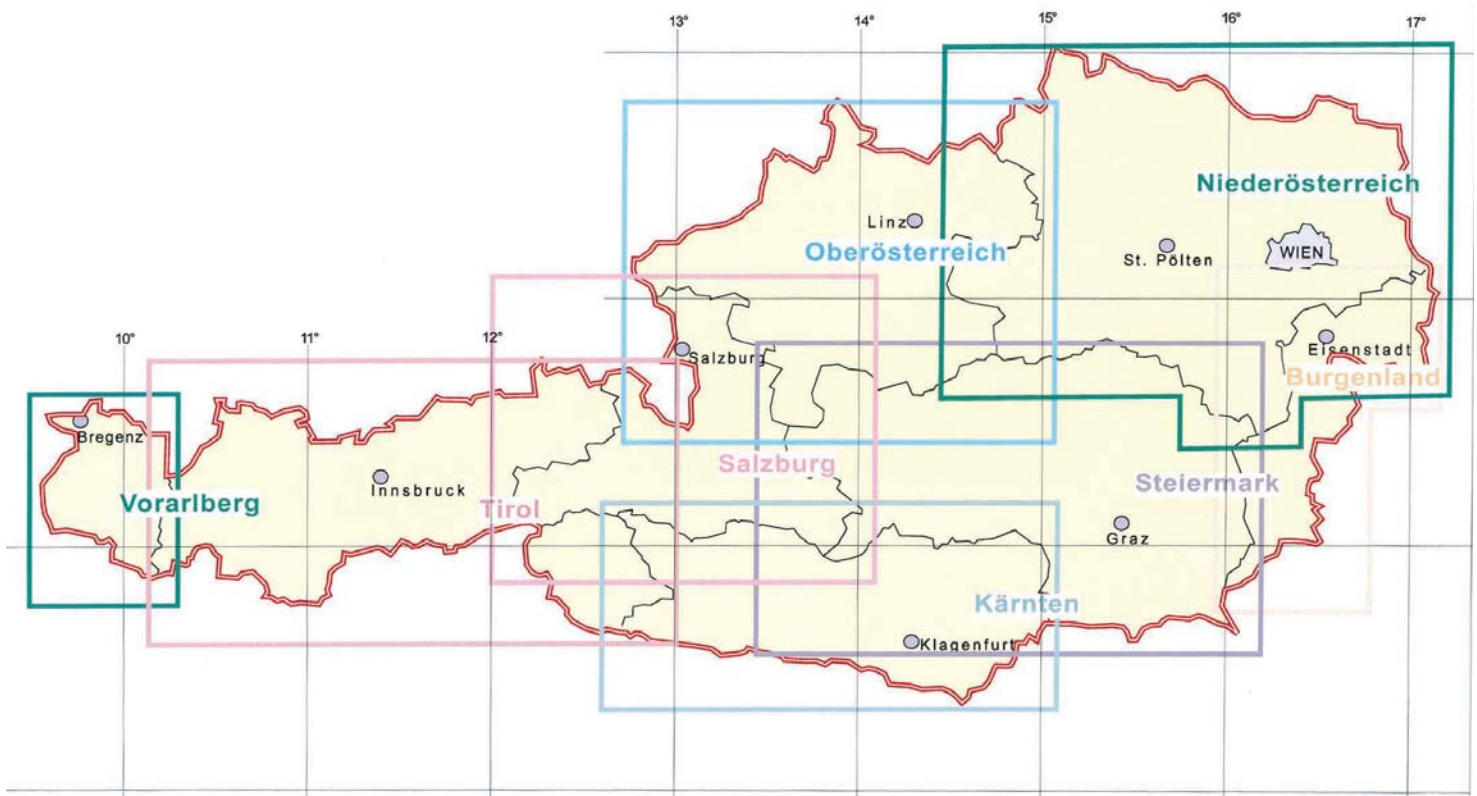 13° 14° 15° 16° 17°
Niederösterreich
Linz
Oberösterreich
St. Pölten
WIEN
10° 11° 12°
Salzburg
Eisenstadt
Burgenland
Bregenz
Salzburg
Innsbruck
Steiermark
Vorarlberg
Tirol
Graz
Kärnten
Klagenfurt